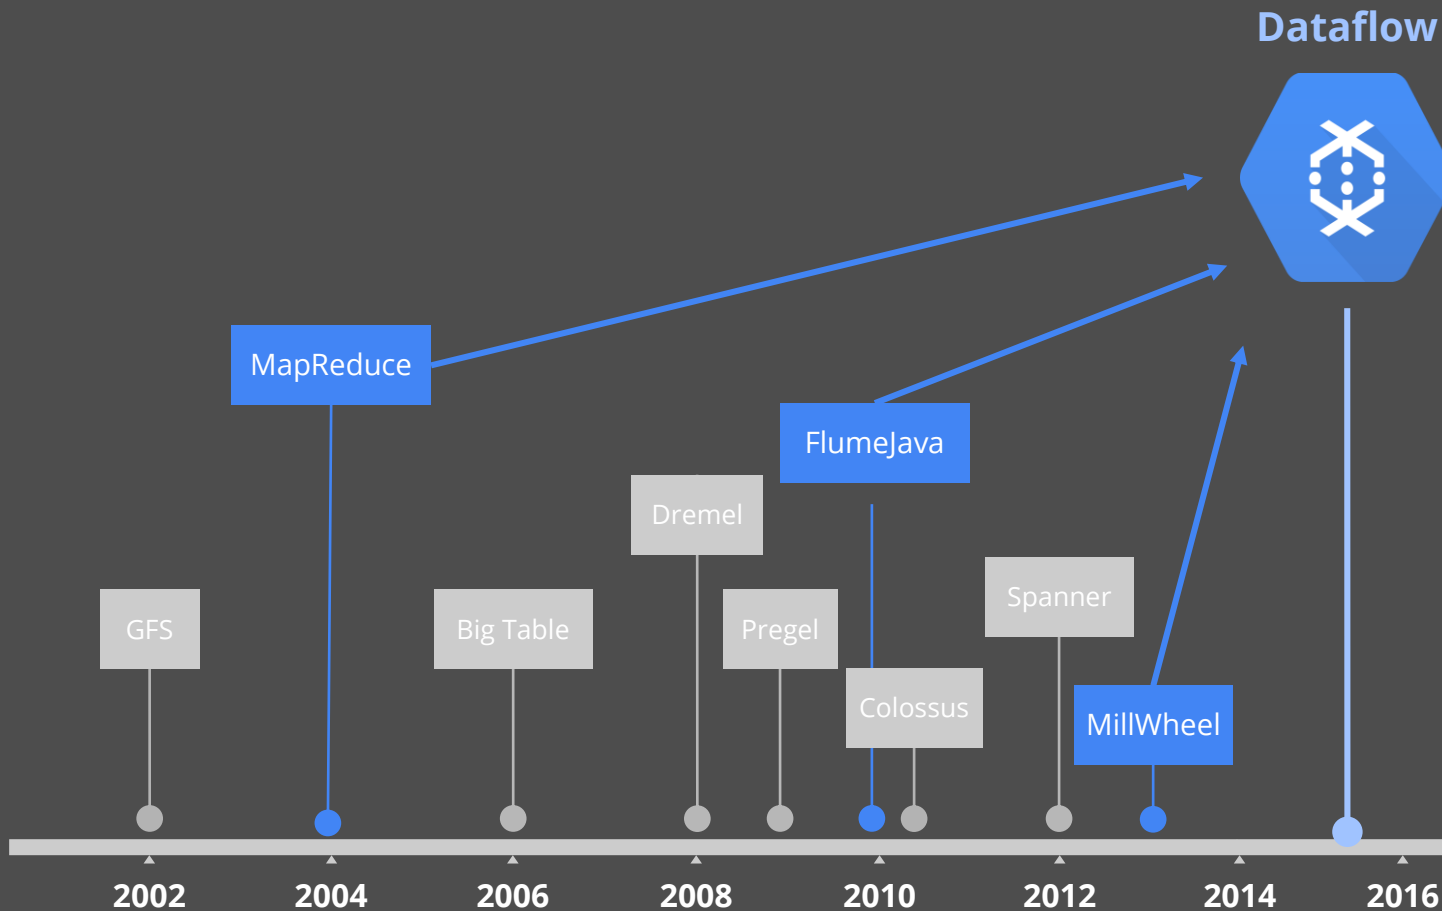 Dataflow
MapReduce
FlumeJava
Dremel
Spanner
GFS
Big Table
Pregel
Colossus
MillWheel
2002 2004 2006 2008 2010 2012 2014 2016